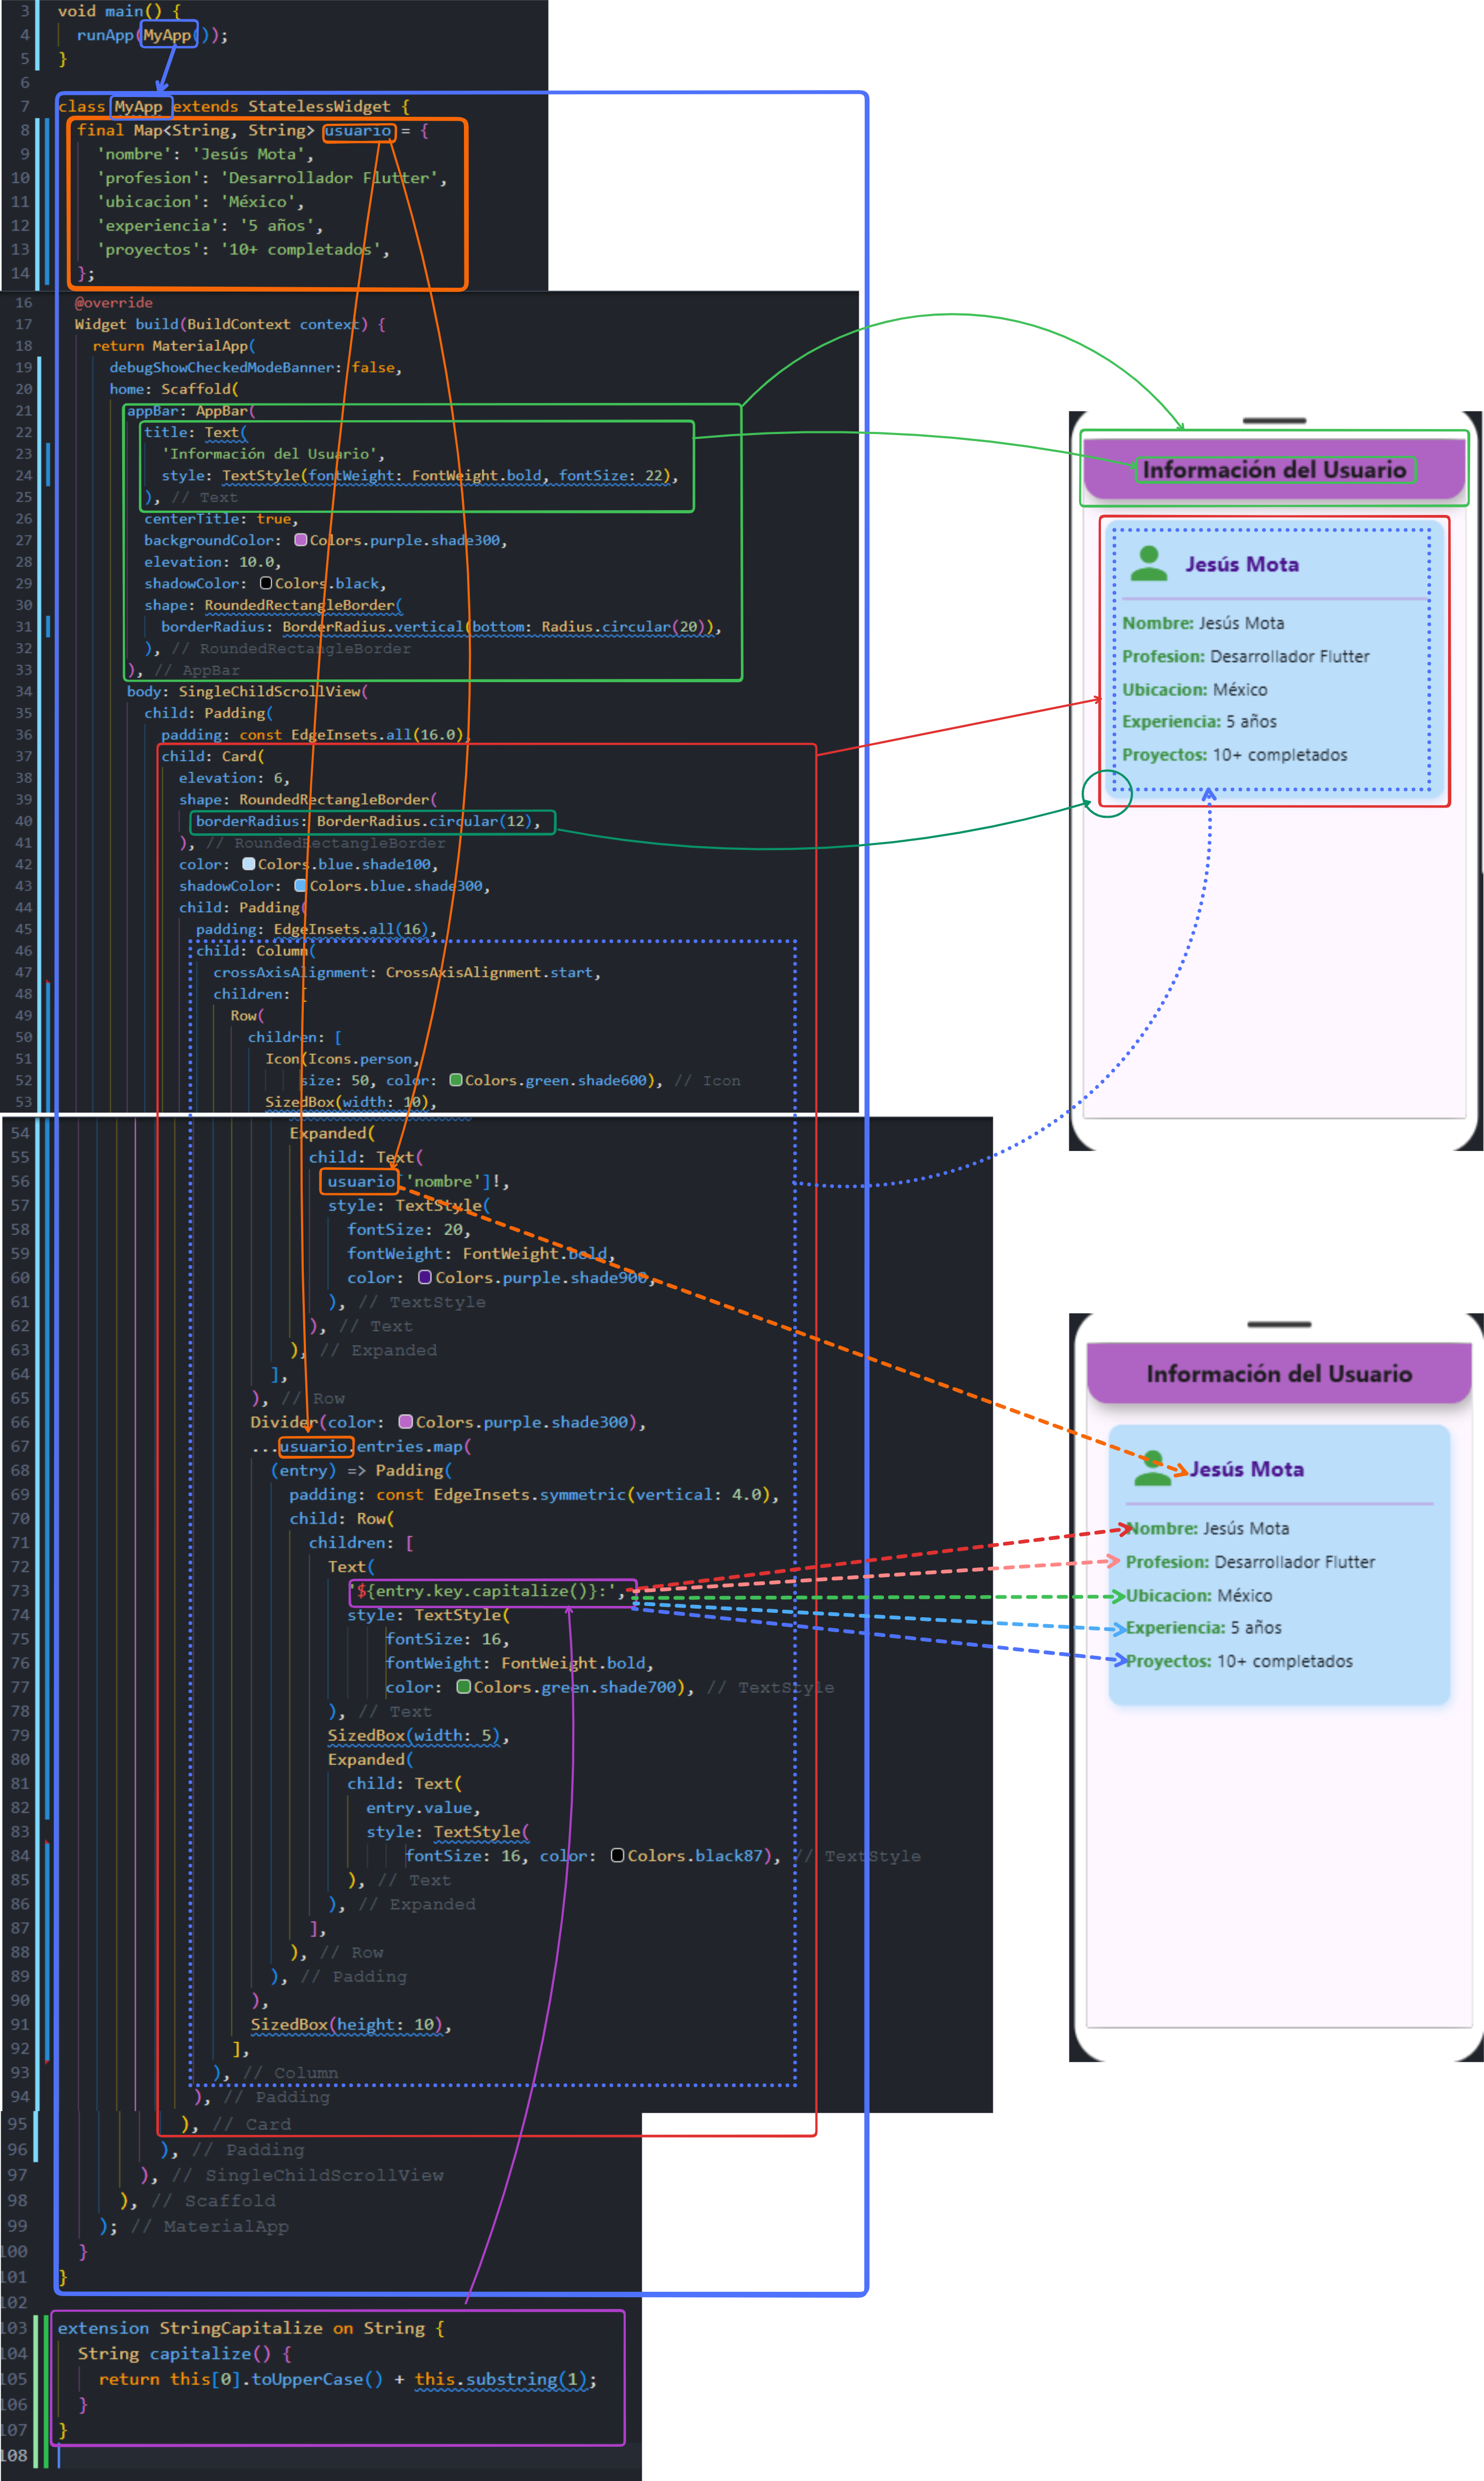 3 void main() {
4 runApp(MyApp());
5 }
6
7 class MyApp extends StatelessWidget {
8 final Map<String, String> usuario = {
9 'nombre': 'Jesús Mota',
10 'profesion': 'Desarrollador Flutter',
11 'ubicacion': 'México',
12 'experiencia': '5 años',
13 'proyectos': '10+ completados',
14 };
16 @override
17 Widget build(BuildContext context) {
18 return MaterialApp(
19 debugShowCheckedModeBanner: false,
20 home: Scaffold(
21 appBar: AppBar(
22 title: Text(
23 'Información del Usuario',
24 style: TextStyle(fontWeight: FontWeight.bold, fontSize: 22),
25 ), // Text
26 centerTitle: true,
27 backgroundColor: Colors.purple.shade300,
28 elevation: 10.0,
29 shadowColor: Colors.black,
30 shape: RoundedRectangleBorder(
31 borderRadius: BorderRadius.vertical(bottom: Radius.circular(20)),
32 ), // RoundedRectangleBorder
33 ), // AppBar
34 body: SingleChildScrollView(
35 child: Padding(
36 padding: const EdgeInsets.all(16.0),
37 child: Card(
38 elevation: 6,
39 shape: RoundedRectangleBorder(
40 borderRadius: BorderRadius.circular(12),
41 ), // RoundedRectangleBorder
42 color: Colors.blue.shade100,
43 shadowColor: Colors.blue.shade300,
44 child: Padding(
45 padding: EdgeInsets.all(16),
46 child: Column(
47 crossAxisAlignment: CrossAxisAlignment.start,
48 children: [
49 Row(
50 children: [
51 Icon(Icons.person,
52 size: 50, color: Colors.green.shade600), // Icon
53 SizedBox(width: 10),
54 Expanded(
55 child: Text(
56 usuario['nombre']!,
57 style: TextStyle(
58 fontSize: 20,
59 fontWeight: FontWeight.bold,
60 color: Colors.purple.shade900,
61 ), // TextStyle
62 ), // Text
63 ), // Expanded
64 ],
65 ), // Row
66 Divider(color: Colors.purple.shade300),
67 ...usuario.entries.map(
68 (entry) => Padding(
69 padding: const EdgeInsets.symmetric(vertical: 4.0),
70 child: Row(
71 children: [
72 Text(
73 '${entry.key.capitalize()}:',
74 style: TextStyle(
75 fontSize: 16,
76 fontWeight: FontWeight.bold,
77 color: Colors.green.shade700), // TextStyle
78 ), // Text
79 SizedBox(width: 5),
80 Expanded(
81 child: Text(
82 entry.value,
83 style: TextStyle(
84 fontSize: 16, color: Colors.black87), // TextStyle
85 ), // Text
86 ), // Expanded
87 ],
88 ), // Row
89 ), // Padding
90 ),
91 SizedBox(height: 10),
92 ],
93 ), // Column
94 ), // Padding
95 ), // Card
96 ), // Padding
97 ), // SingleChildScrollView
98 ), // Scaffold
99 ); // MaterialApp
100 }
101 }
102
103 extension StringCapitalize on String {
104 String capitalize() {
105 return this[0].toUpperCase() + this.substring(1);
106 }
107 }
108
Información del Usuario
Jesús Mota
Nombre: Jesús Mota
Profesion: Desarrollador Flutter
Ubicacion: México
Experiencia: 5 años
Proyectos: 10+ completados
Información del Usuario
Jesús Mota
Nombre: Jesús Mota
Profesion: Desarrollador Flutter
Ubicacion: México
Experiencia: 5 años
Proyectos: 10+ completados